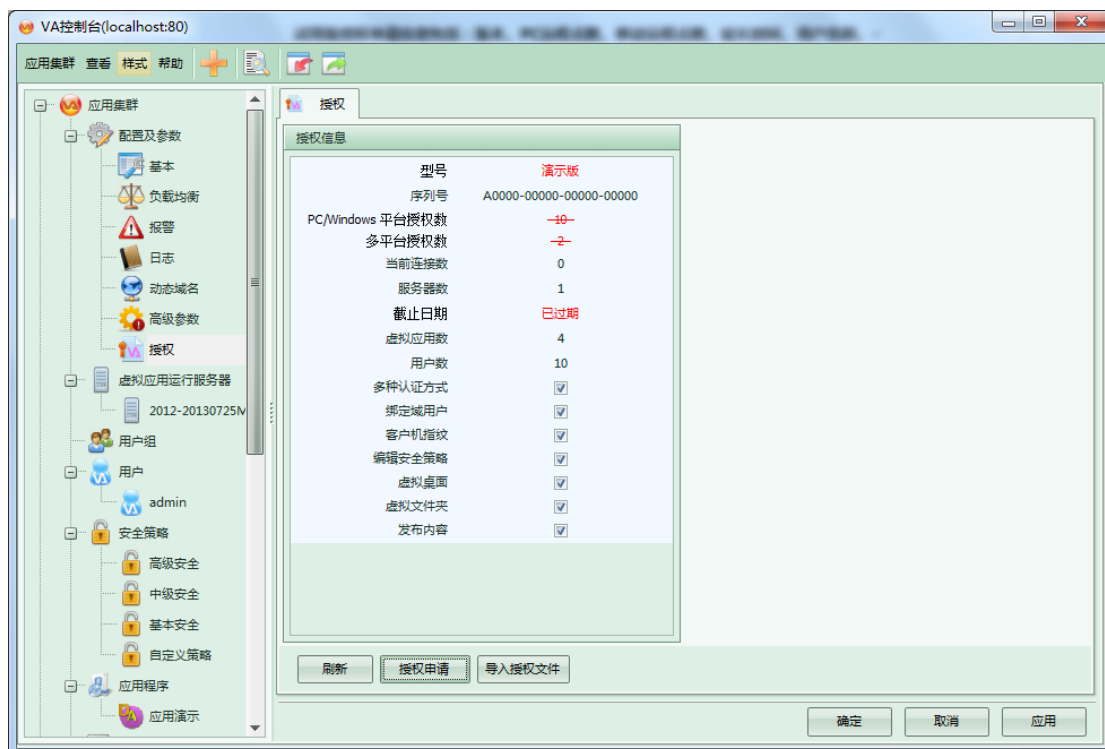 VA控制台(localhost:80)
应用集群 查看 样式 帮助
应用集群
配置及参数
基本
负载均衡
报警
日志
动态域名
高级参数
授权
虚拟应用运行服务器
2012-20130725M
用户组
用户
admin
安全策略
高级安全
中级安全
基本安全
自定义策略
应用程序
应用演示
授权
授权信息
型号 演示版
序列号 A0000-00000-00000-00000
PC/Windows 平台授权数 10
多平台授权数 2
当前连接数 0
服务器数 1
截止日期 已过期
虚拟应用数 4
用户数 10
多种认证方式
绑定域用户
客户机指纹
编辑安全策略
虚拟桌面
虚拟文件夹
发布内容
刷新 授权申请 导入授权文件
确定 取消 应用